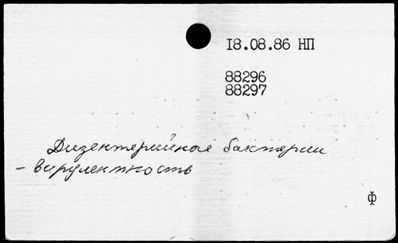 18.08.86 НП
88296
88297
Дизентерийные бактерии
- вирулентность
ф